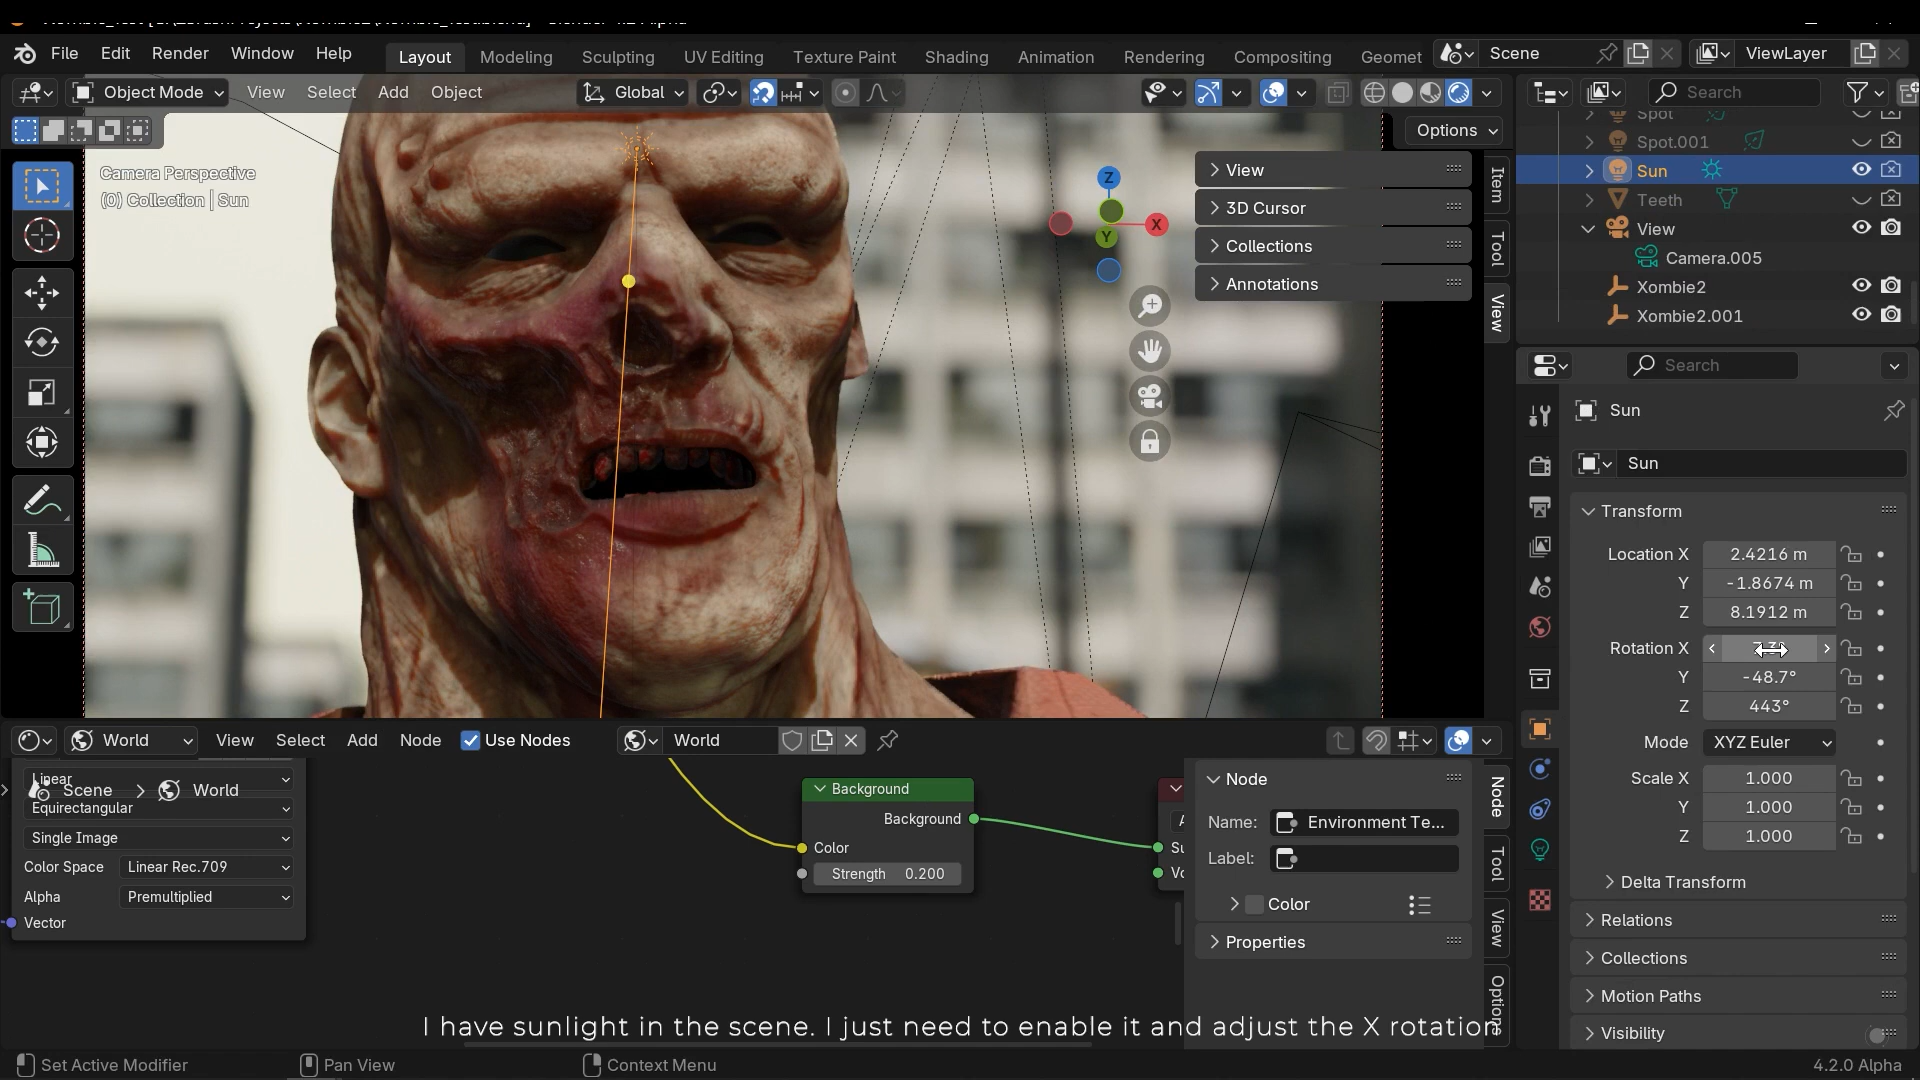 File Edit Render Window Help Layout Modeling Sculpting UV Editing Texture Paint Shading Animation Rendering Compositing Geomet Scene ViewLayer
Object Mode View Select Add Object Global Search
Options
Camera Perspective
(0) Collection | Sun
Z
X
Y
View
3D Cursor
Collections
Annotations
Item
Tool
View
Spot
Spot.001
Sun
Teeth
View
Camera.005
Xombie2
Xombie2.001
Search
Sun
Sun
Transform
Location X 2.4216 m
Y -1.8674 m
Z 8.1912 m
Rotation X
Y -48.7°
Z 443°
Mode XYZ Euler
Scale X 1.000
Y 1.000
Z 1.000
Delta Transform
Relations
Collections
Motion Paths
Visibility
World View Select Add Node Use Nodes World
Linear
Scene World
Equirectangular
Single Image
Color Space Linear Rec.709
Alpha Premultiplied
Vector
Background
Background
Color
Strength 0.200
Node
Name: Environment Te...
Label:
Color
Properties
Node
Tool
View
Options
I have sunlight in the scene. I just need to enable it and adjust the X rotation
Set Active Modifier Pan View Context Menu 4.2.0 Alpha